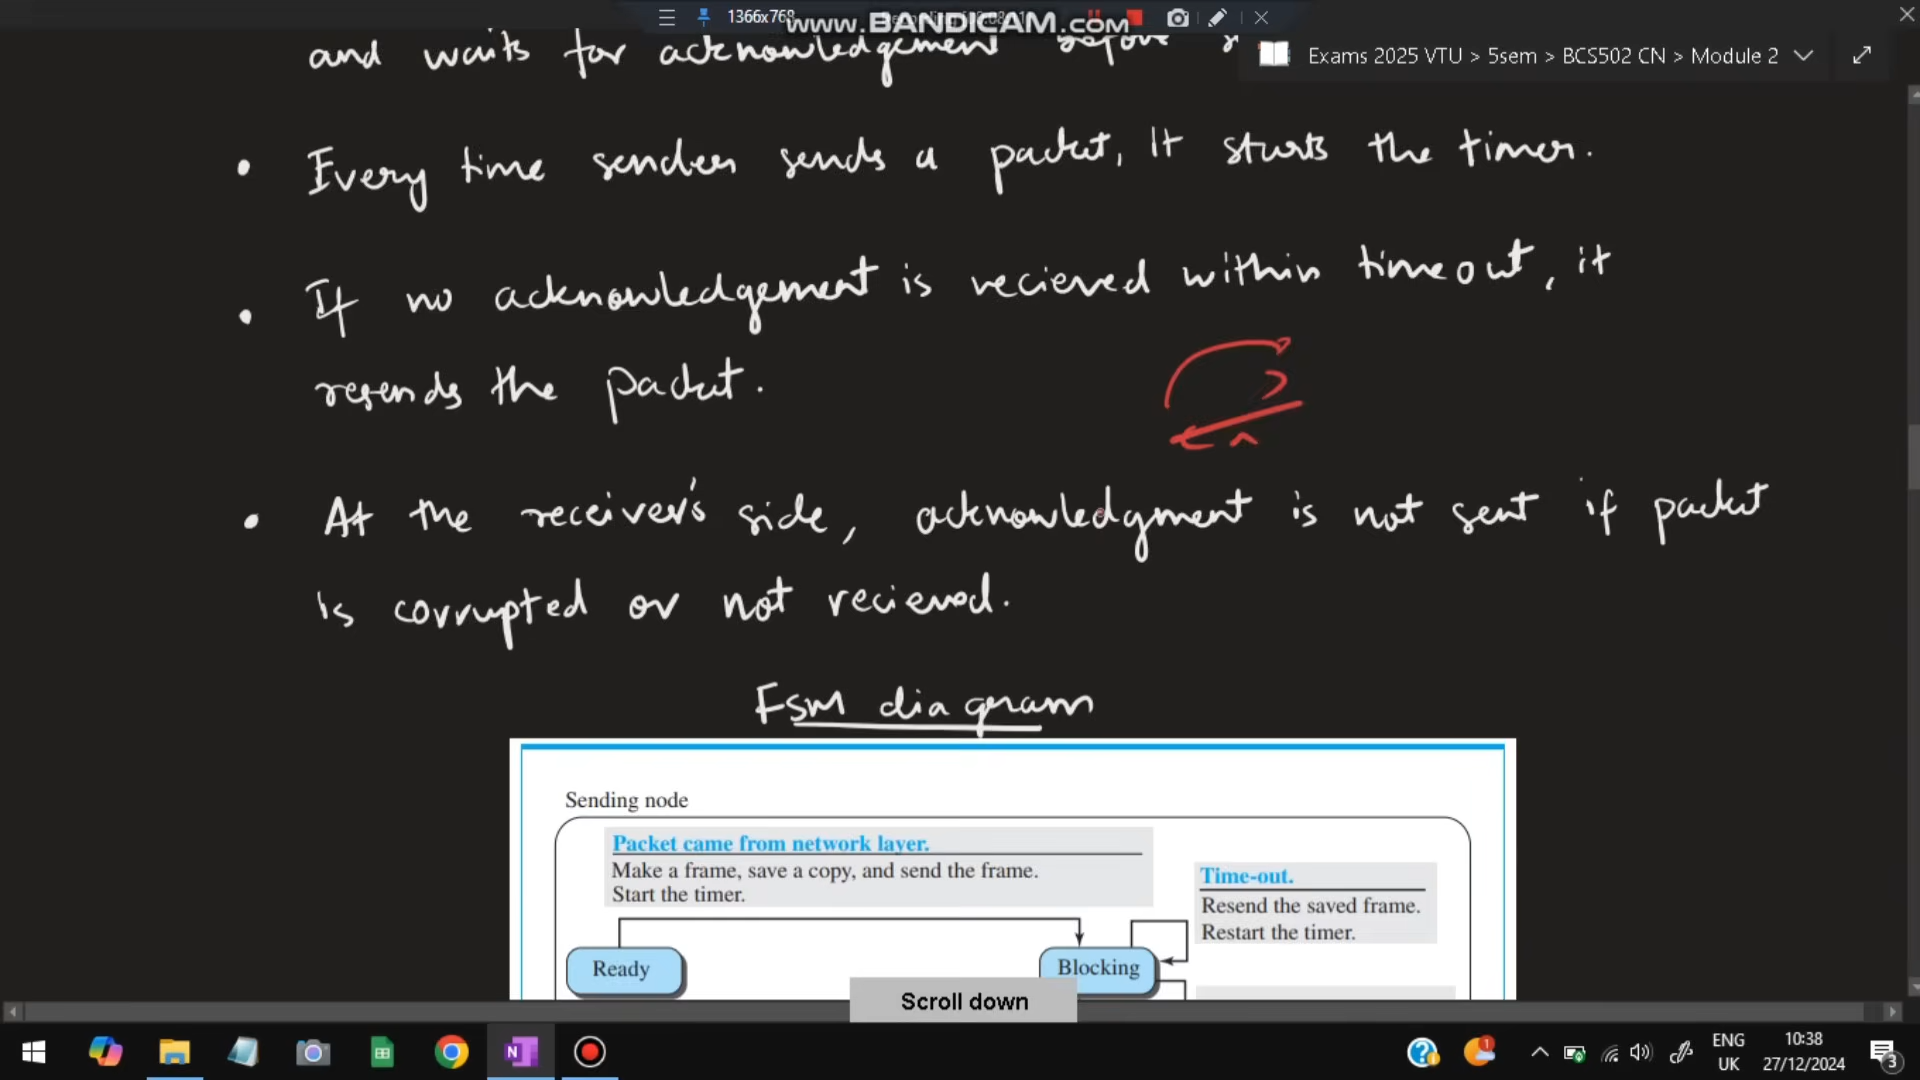 1366x768
www.BANDICAM.com
and waits for acknowledgement before
Exams 2025 VTU > 5sem > BCS502 CN > Module 2
• Every time sender sends a packet, It starts the timer.
• If no acknowledgement is recieved within timeout, it
resends the packet.
• At the receiver's side, acknowledgment is not sent if packet
is corrupted or not recieved.
Fsm diagram
Sending node
Packet came from network layer.
Make a frame, save a copy, and send the frame.
Start the timer.
Time-out.
Resend the saved frame.
Restart the timer.
Ready
Blocking
Scroll down
ENG
UK
10:38
27/12/2024
1
3